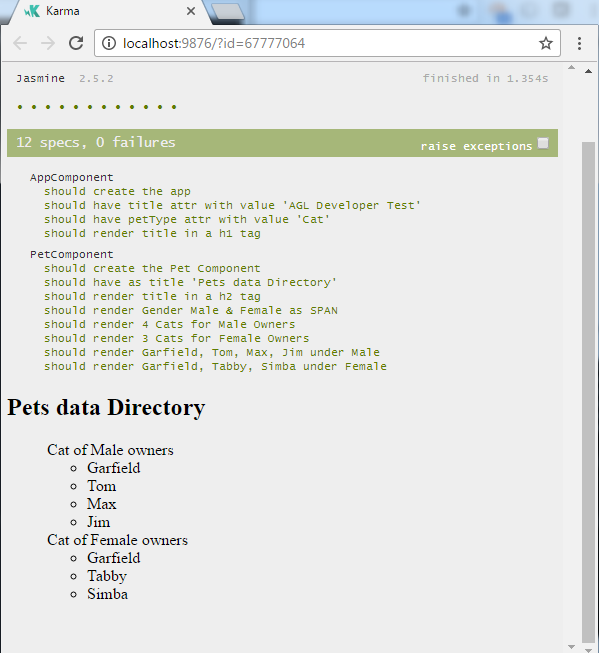 Karma
localhost:9876/?id=67777064
Jasmine 2.5.2 finished in 1.354s
12 specs, 0 failures raise exceptions
AppComponent
should create the app
should have title attr with value 'AGL Developer Test'
should have petType attr with value 'Cat'
should render title in a h1 tag
PetComponent
should create the Pet Component
should have as title 'Pets data Directory'
should render title in a h2 tag
should render Gender Male & Female as SPAN
should render 4 Cats for Male Owners
should render 3 Cats for Female Owners
should render Garfield, Tom, Max, Jim under Male
should render Garfield, Tabby, Simba under Female
Pets data Directory
Cat of Male owners
Garfield
Tom
Max
Jim
Cat of Female owners
Garfield
Tabby
Simba